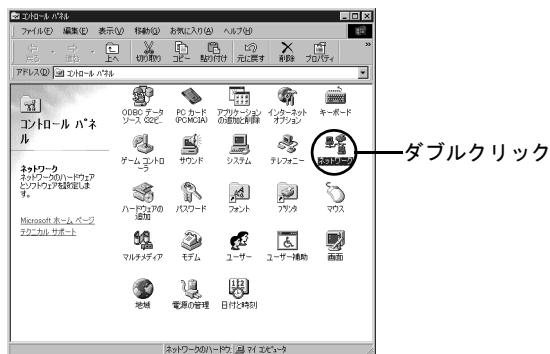 コントロール パネル
ファイル(F) 編集(E) 表示(V) 移動(G) お気に入り(A) ヘルプ(H)
戻る 進む 上へ 切り取り コピー 貼り付け 元に戻す 削除 プロパティ »
アドレス(D) コントロール パネル
コントロール パネ
ル
ネットワーク
ネットワークのハードウェア
とソフトウェアを設定しま
す。
Microsoft ホーム ページ
テクニカル サポート
ODBC データ
ソース (32ビ...
PC カード
(PCMCIA)
アプリケーション
の追加と削除
インターネット
オプション
キーボード
ゲーム コントロ
ーラ
サウンド
システム
テレフォニー
ネットワーク
ダブルクリック
ハードウェアの
追加
パスワード
フォント
プリンタ
マウス
マルチメディア
モデム
ユーザー
ユーザー補助
画面
地域
電源の管理
日付と時刻
ネットワークのハードウ
マイ コンピュータ